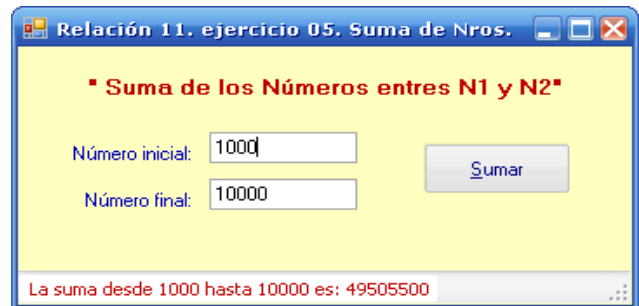 Relación 11. ejercicio 05. Suma de Nros.
" Suma de los Números entres N1 y N2"
Número inicial: 1000
Sumar
Número final: 10000
La suma desde 1000 hasta 10000 es: 49505500